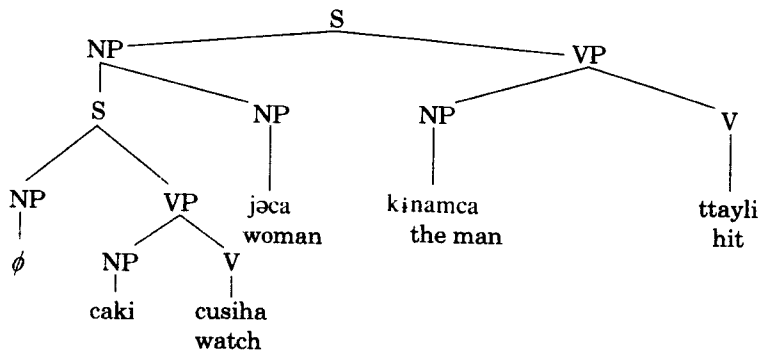 S
NP VP
S NP NP V
NP VP jəca kɨnamca ttayli
woman the man hit
ϕ NP V
caki cusiha
watch